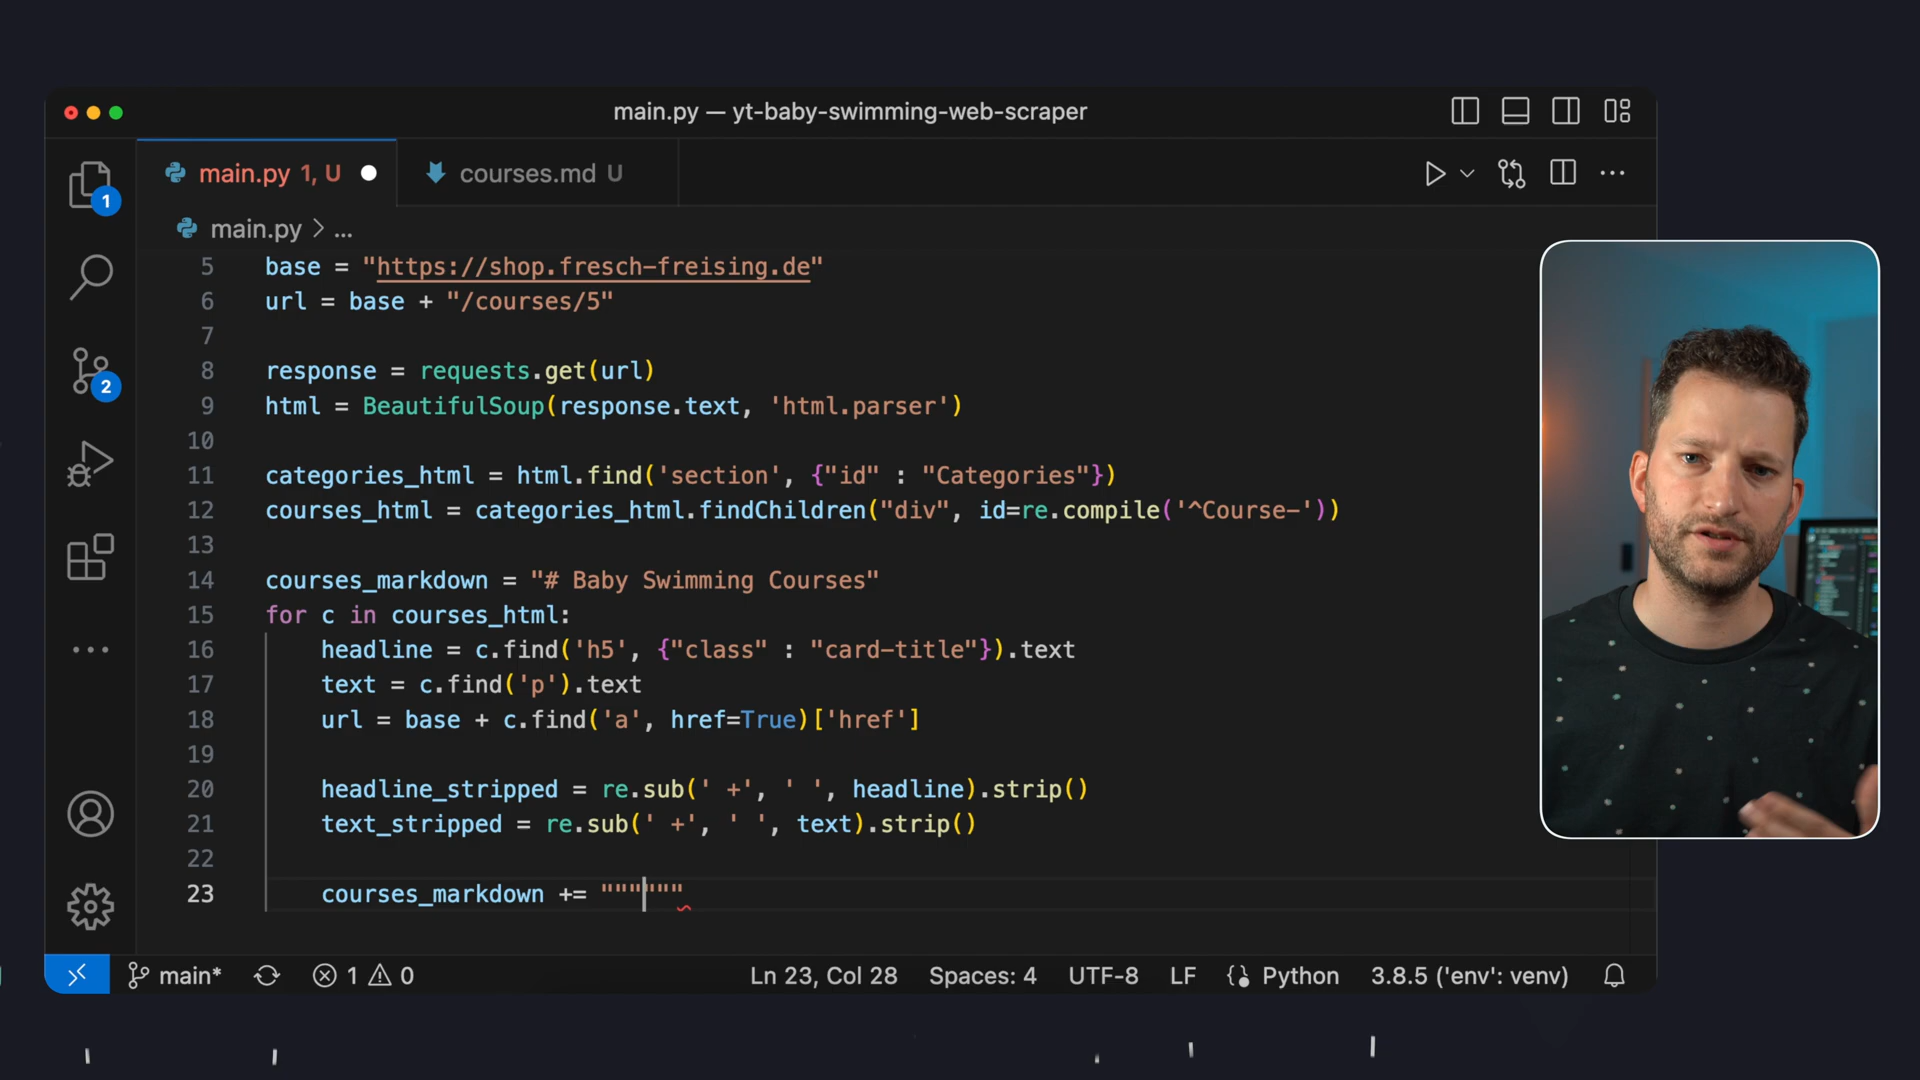 main.py — yt-baby-swimming-web-scraper
1
main.py 1, U
courses.md U
main.py > ...
5 base = "https://shop.fresch-freising.de"
6 url = base + "/courses/5"
7
8 response = requests.get(url)
9 html = BeautifulSoup(response.text, 'html.parser')
10
11 categories_html = html.find('section', {"id" : "Categories"})
12 courses_html = categories_html.findChildren("div", id=re.compile('^Course-'))
13
14 courses_markdown = "# Baby Swimming Courses"
15 for c in courses_html:
16     headline = c.find('h5', {"class" : "card-title"}).text
17     text = c.find('p').text
18     url = base + c.find('a', href=True)['href']
19
20     headline_stripped = re.sub(' +', ' ', headline).strip()
21     text_stripped = re.sub(' +', ' ', text).strip()
22
23     courses_markdown += """"""
2
main*
1
0
Ln 23, Col 28
Spaces: 4
UTF-8
LF
Python
3.8.5 ('env': venv)